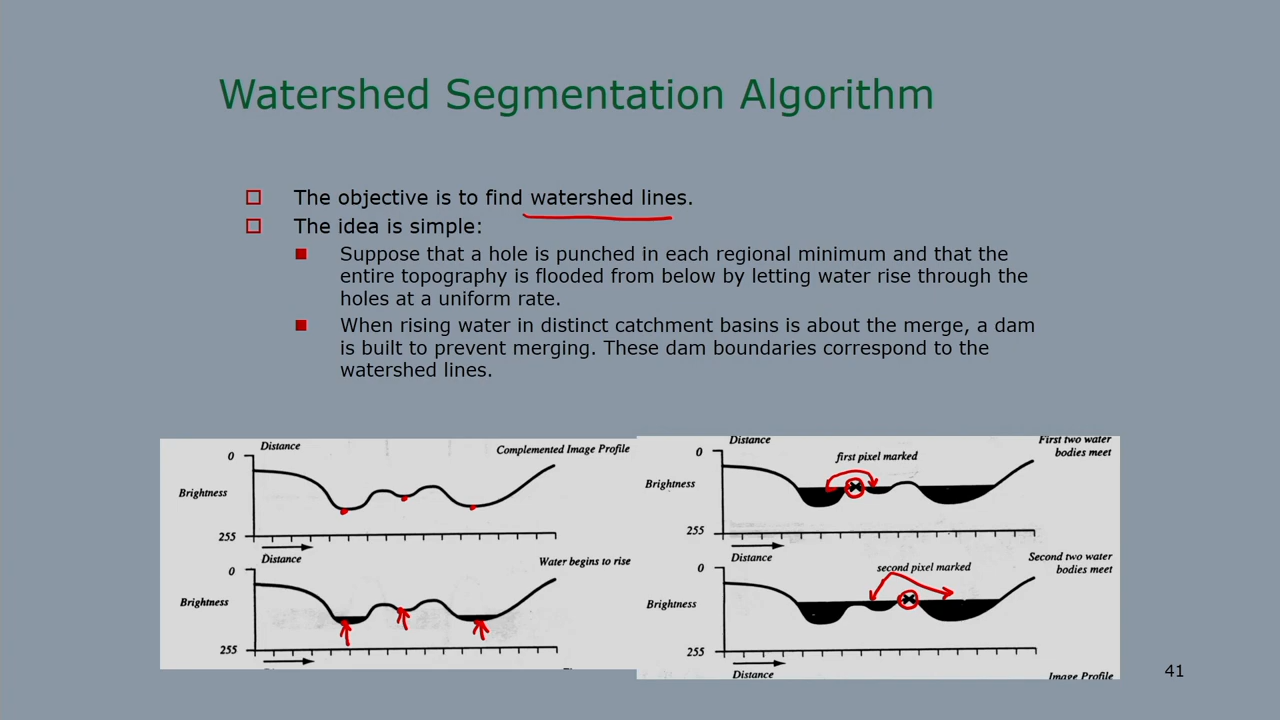 Watershed Segmentation Algorithm
The objective is to find watershed lines.
The idea is simple:
Suppose that a hole is punched in each regional minimum and that the
entire topography is flooded from below by letting water rise through the
holes at a uniform rate.
When rising water in distinct catchment basins is about the merge, a dam
is built to prevent merging. These dam boundaries correspond to the
watershed lines.
Distance
Complemented Image Profile
0
Brightness
255
Distance
Water begins to rise
0
Brightness
255
Distance
First two water
bodies meet
0
first pixel marked
Brightness
255
Distance
Second two water
bodies meet
0
second pixel marked
Brightness
255
Distance
Image Profile
41